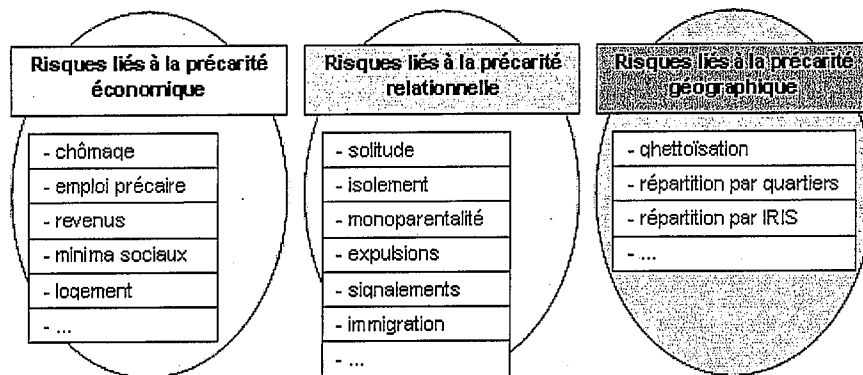 Risques liés à la précarité
économique
- chômage
- emploi précaire
- revenus
- minima sociaux
- logement
- ...
Risques liés à la précarité
relationnelle
- solitude
- isolement
- monoparentalité
- expulsions
- signalements
- immigration
- ...
Risques liés à la précarité
géographique
- ghettoïsation
- répartition par quartiers
- répartition par IRIS
- ...